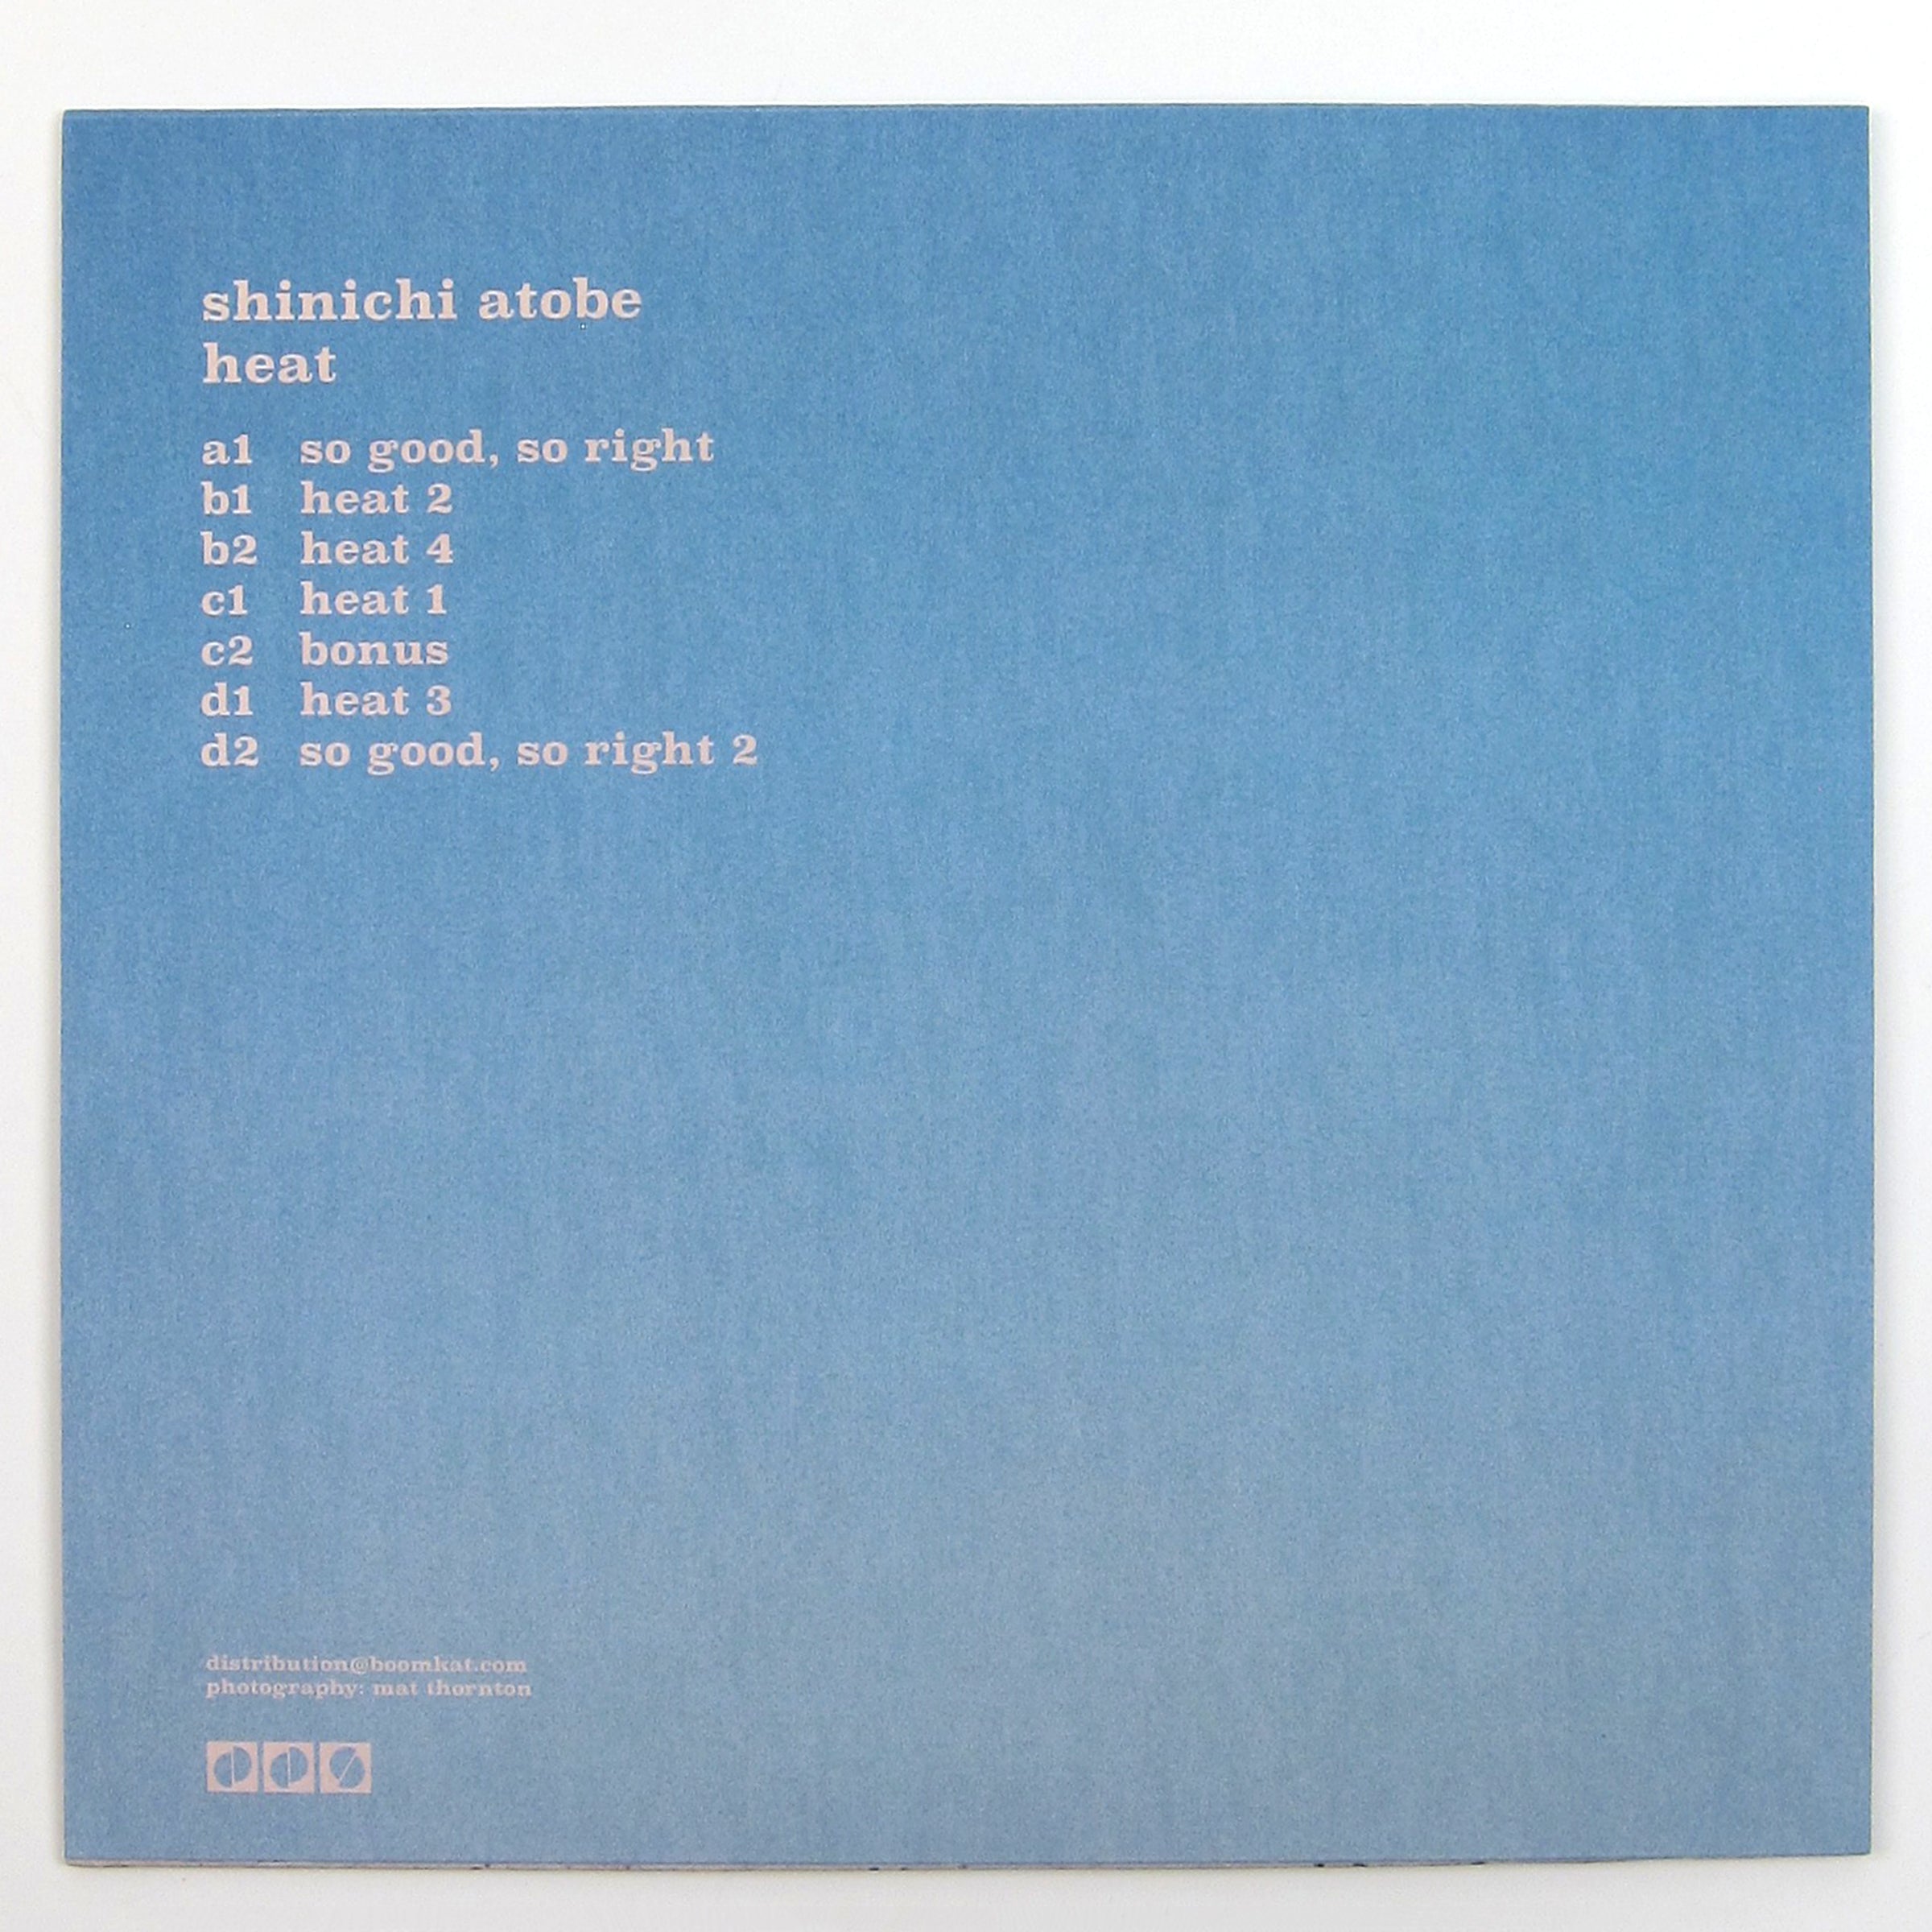 shinichi atobe
heat
a1 so good, so right
b1 heat 2
b2 heat 4
c1 heat 1
c2 bonus
d1 heat 3
d2 so good, so right 2
distribution@boomkat.com
photography: mat thornton
DDS